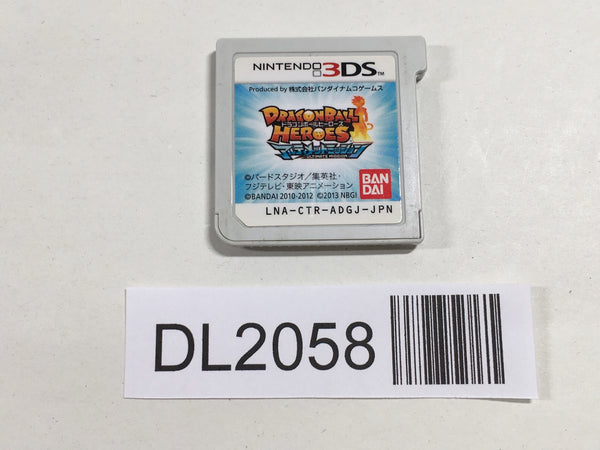 NINTENDO 3DS™
Produced by 株式会社バンダイナムコゲームス
DRAGONBALL
ドラゴンボールヒーローズ
HEROES
アルティメットミッション
ULTIMATE MISSION
©バードスタジオ／集英社・
フジテレビ・東映アニメーション
©BANDAI 2010-2012 ©2013 NBGI
BAN
DAI
LNA-CTR-ADGJ-JPN
DL2058